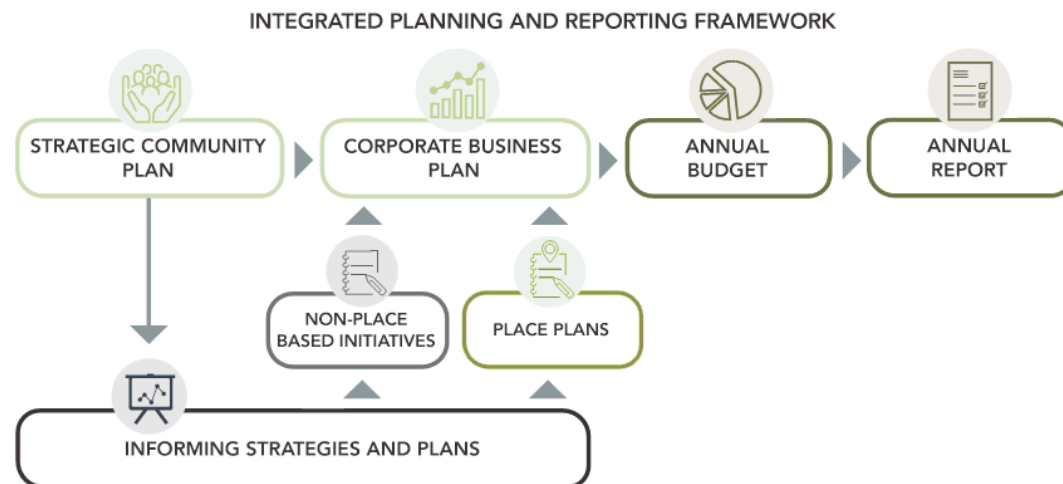 INTEGRATED PLANNING AND REPORTING FRAMEWORK
STRATEGIC COMMUNITY
PLAN
CORPORATE BUSINESS
PLAN
ANNUAL
BUDGET
ANNUAL
REPORT
NON-PLACE
BASED INITIATIVES
PLACE PLANS
INFORMING STRATEGIES AND PLANS